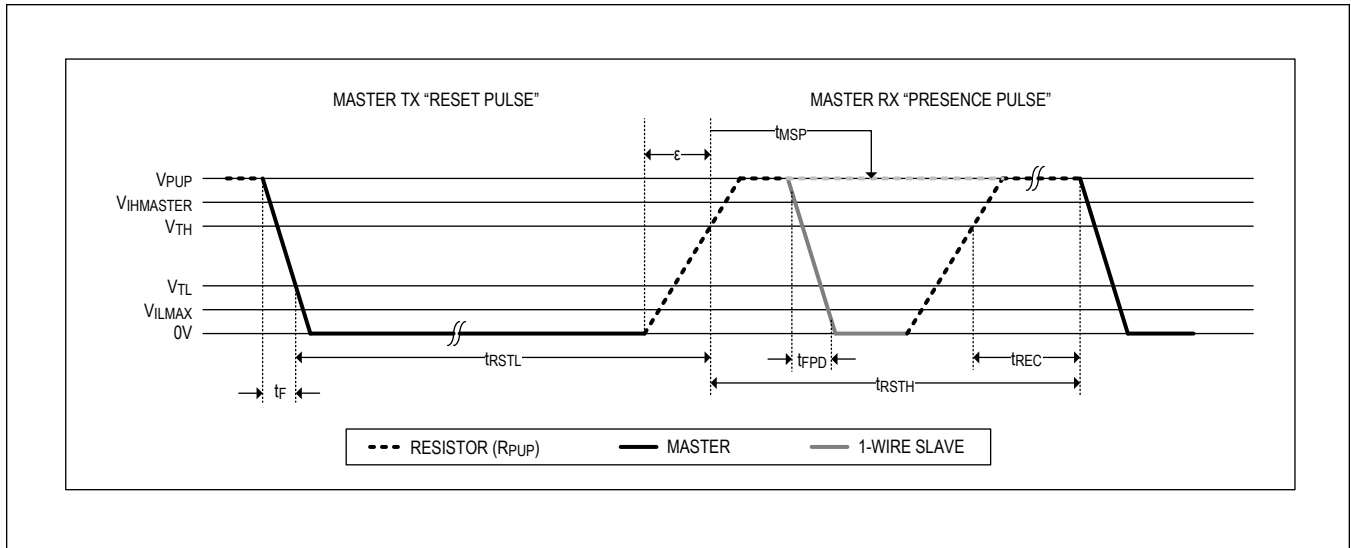 MASTER TX “RESET PULSE”
MASTER RX “PRESENCE PULSE”
tMSP
ε
VPUP
VIHMASTER
VTH
VTL
VILMAX
0V
tRSTL
tFPD
tREC
tF
tRSTH
RESISTOR (RPUP)
MASTER
1-WIRE SLAVE